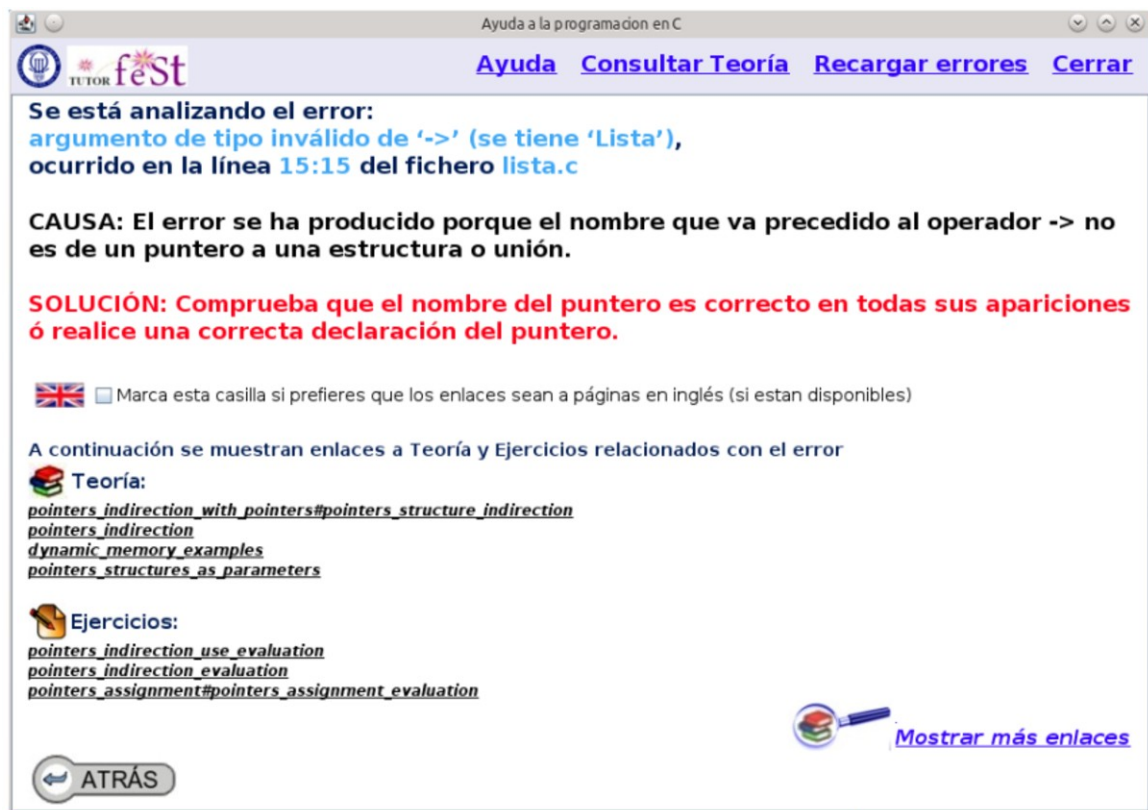 Ayuda a la programacion en C
TUTOR feSt Ayuda Consultar Teoría Recargar errores Cerrar
Se está analizando el error:
argumento de tipo inválido de ‘->’ (se tiene ‘Lista’),
ocurrido en la línea 15:15 del fichero lista.c
CAUSA: El error se ha producido porque el nombre que va precedido al operador -> no
es de un puntero a una estructura o unión.
SOLUCIÓN: Comprueba que el nombre del puntero es correcto en todas sus apariciones
ó realice una correcta declaración del puntero.
Marca esta casilla si prefieres que los enlaces sean a páginas en inglés (si estan disponibles)
A continuación se muestran enlaces a Teoría y Ejercicios relacionados con el error
Teoría:
pointers_indirection_with_pointers#pointers_structure_indirection
pointers_indirection
dynamic_memory_examples
pointers_structures_as_parameters
Ejercicios:
pointers_indirection_use_evaluation
pointers_indirection_evaluation
pointers_assignment#pointers_assignment_evaluation
Mostrar más enlaces
ATRÁS